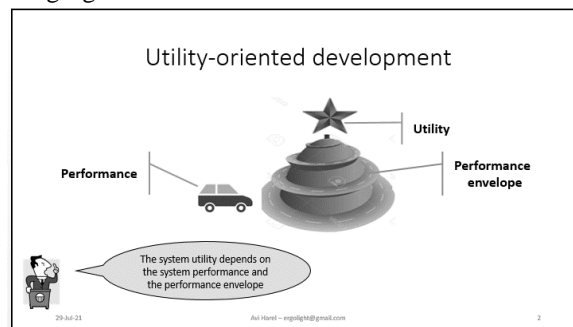 Utility-oriented development
Utility
Performance
Performance
envelope
The system utility depends on
the system performance and
the performance envelope
29-Jul-21
Avi Harel – ergolight@gmail.com
2